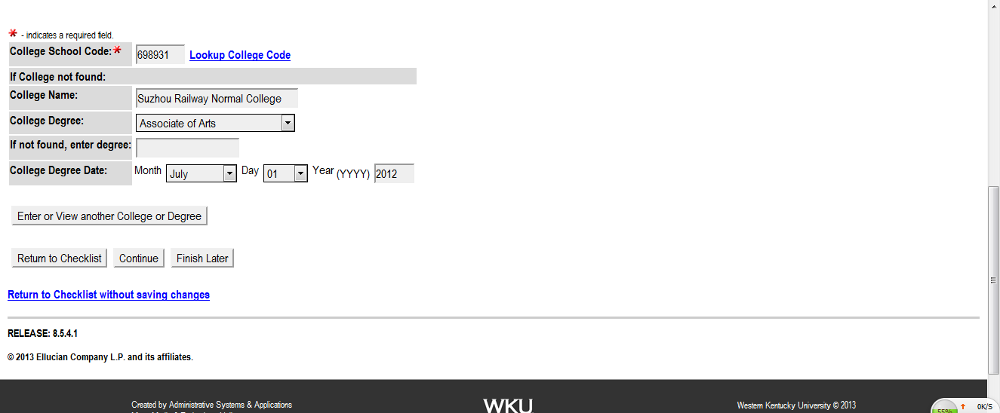 * - indicates a required field.
College School Code:* 698931 Lookup College Code
If College not found:
College Name: Suzhou Railway Normal College
College Degree: Associate of Arts
If not found, enter degree:
College Degree Date: Month July Day 01 Year (YYYY) 2012
Enter or View another College or Degree
Return to Checklist Continue Finish Later
Return to Checklist without saving changes
RELEASE: 8.5.4.1
© 2013 Ellucian Company L.P. and its affiliates.
Created by Administrative Systems & Applications WKU Western Kentucky University © 2013
55% 0K/S